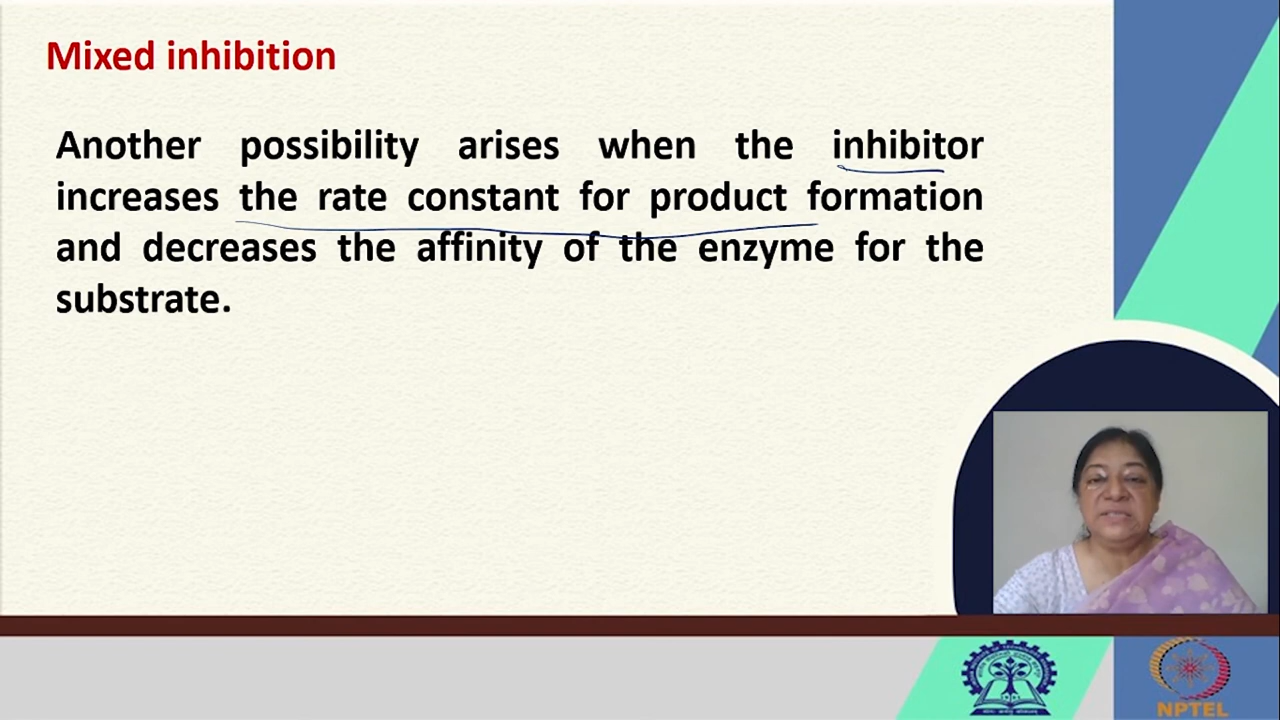 Mixed inhibition
Another possibility arises when the inhibitor
increases the rate constant for product formation
and decreases the affinity of the enzyme for the
substrate.
NPTEL